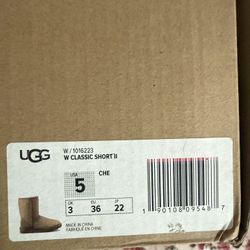 UGG
W / 1016223
W CLASSIC SHORT II
USA
5
CHE
UK
3
EU
36
JP
22
MADE IN CHINA
FABRIQUÉ EN CHINE
1 90108 09548 7